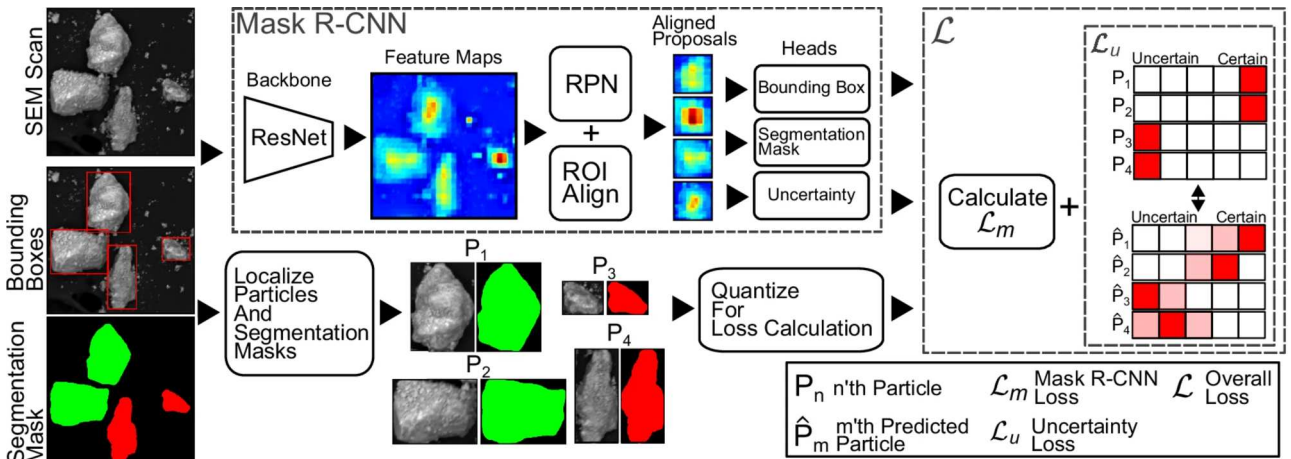 SEM Scan
Bounding
Boxes
Segmentation
Mask
Mask R-CNN
Backbone
ResNet
Feature Maps
RPN
+
ROI
Align
Aligned
Proposals
Heads
Bounding Box
Segmentation
Mask
Uncertainty
Localize
Particles
And
Segmentation
Masks
P₁
P₂
P₃
P₄
Quantize
For
Loss Calculation
ℒ
Calculate
ℒₘ
+
ℒᵤ
Uncertain Certain
P₁
P₂
P₃
P₄
Uncertain Certain
P̂₁
P̂₂
P̂₃
P̂₄
Pₙ n'th Particle
P̂ₘ m'th Predicted
Particle
ℒₘ Mask R-CNN
Loss
ℒᵤ Uncertainty
Loss
ℒ Overall
Loss